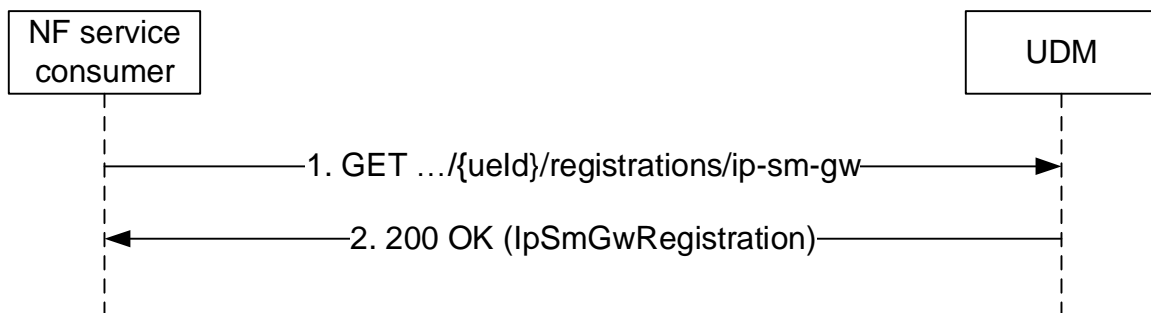 NF service
consumer
UDM
1. GET …/{ueId}/registrations/ip-sm-gw
2. 200 OK (IpSmGwRegistration)